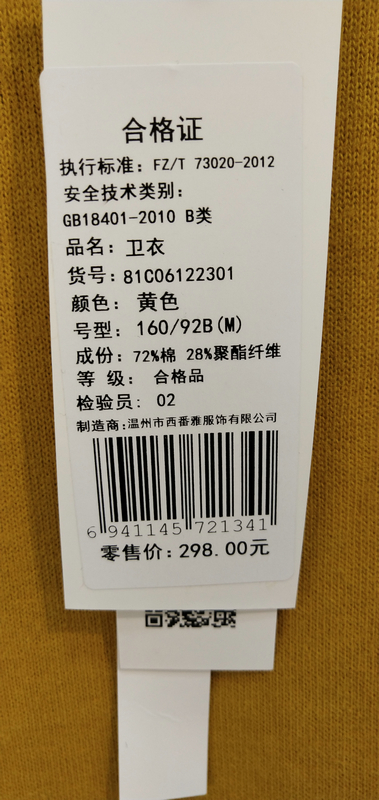 合格证
执行标准: FZ/T 73020-2012
安全技术类别:
GB18401-2010 B类
品名: 卫衣
货号: 81C06122301
颜色: 黄色
号型: 160/92B(M)
成份: 72%棉 28%聚酯纤维
等 级: 合格品
检验员: 02
制造商:温州市西番雅服饰有限公司
6 941145 721341
零售价:298.00元